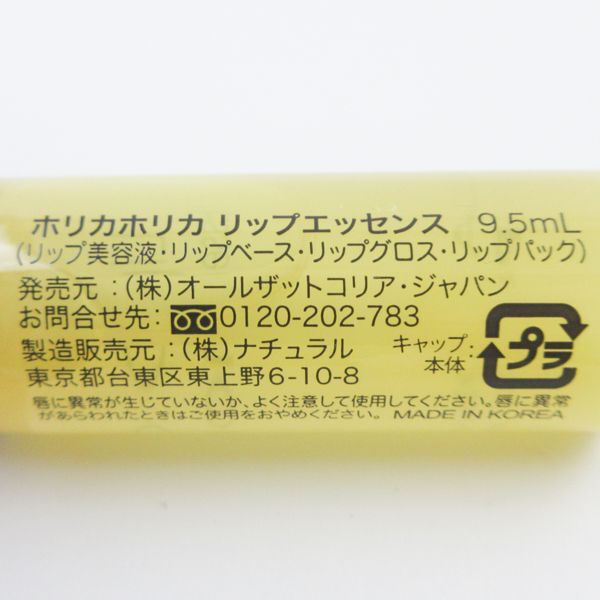 ホリカホリカ リップエッセンス 9.5mL
(リップ美容液・リップベース・リップグロス・リップパック)
発売元:(株)オールザットコリア・ジャパン
お問合せ先:0120-202-783
製造販売元:(株)ナチュラル
東京都台東区東上野6-10-8
キャップ・
本体:
プラ
唇に異常が生じていないか、よく注意して使用してください。唇に異常
があらわれたときはご使用をおやめください。 MADE IN KOREA